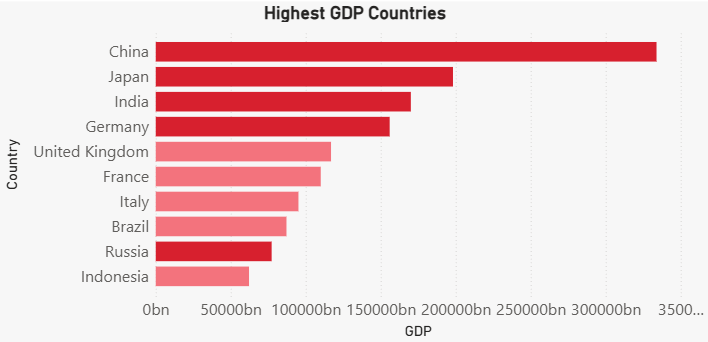 Highest GDP Countries
Country
China
Japan
India
Germany
United Kingdom
France
Italy
Brazil
Russia
Indonesia
0bn 50000bn 100000bn 150000bn 200000bn 250000bn 300000bn 3500...
GDP